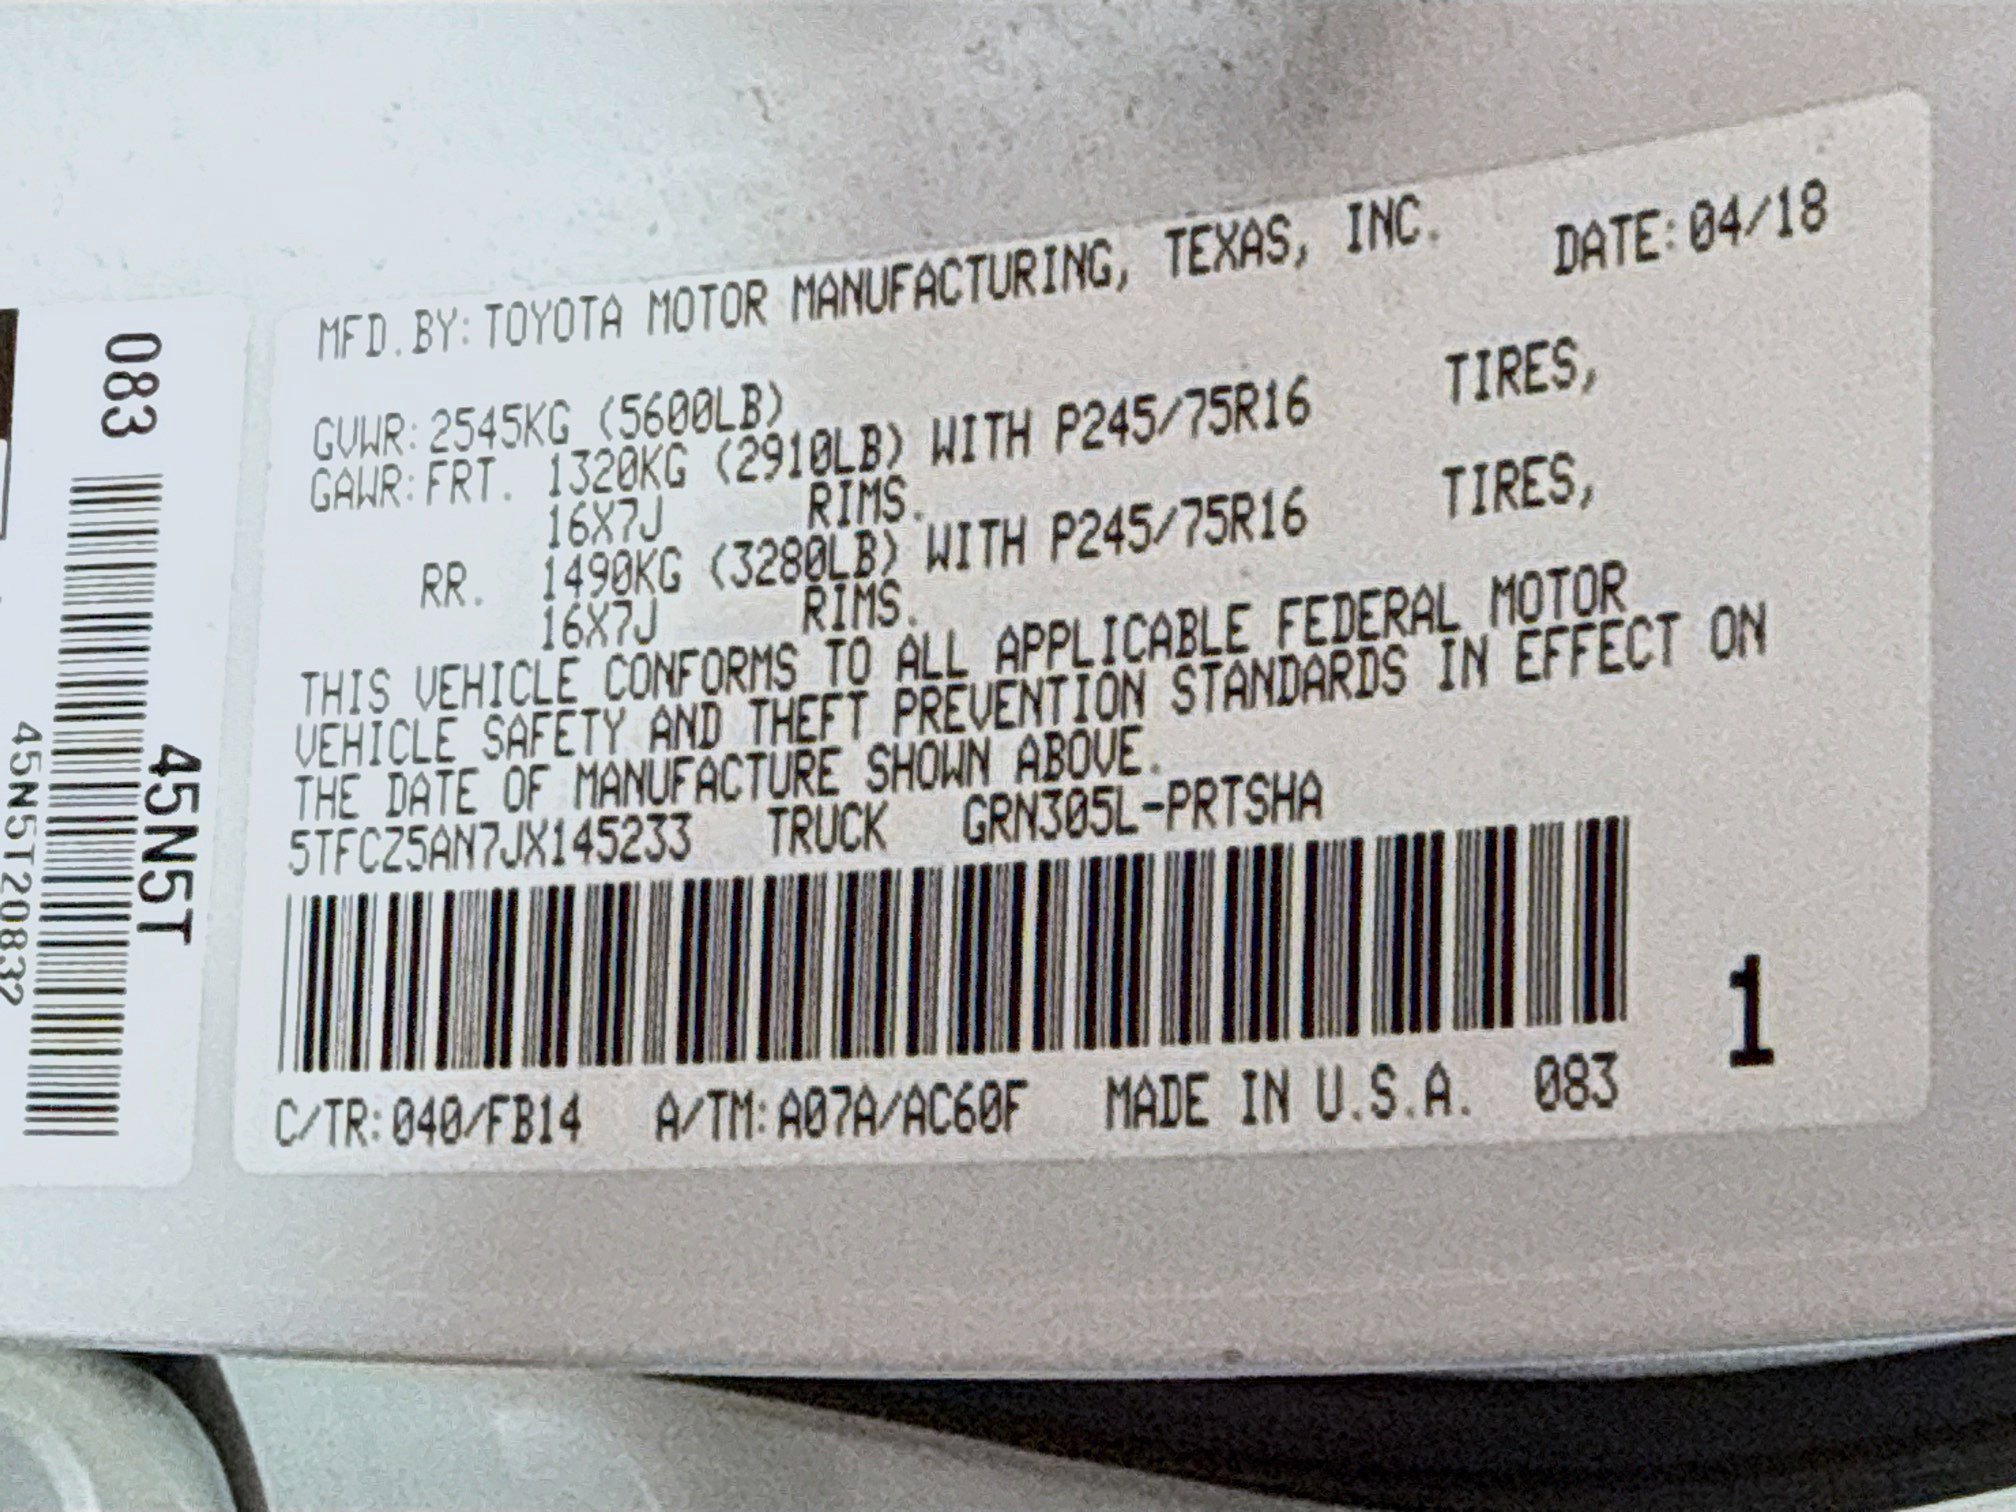 083
45N5T
45N5T20832
MFD.BY:TOYOTA MOTOR MANUFACTURING, TEXAS, INC. DATE:04/18
GVWR:2545KG (5600LB)
GAWR:FRT. 1320KG (2910LB) WITH P245/75R16 TIRES,
16X7J RIMS.
RR. 1490KG (3280LB) WITH P245/75R16 TIRES,
16X7J RIMS.
THIS VEHICLE CONFORMS TO ALL APPLICABLE FEDERAL MOTOR
VEHICLE SAFETY AND THEFT PREVENTION STANDARDS IN EFFECT ON
THE DATE OF MANUFACTURE SHOWN ABOVE.
5TFCZ5AN7JX145233 TRUCK GRN305L-PRTSHA
1
C/TR:040/FB14 A/TM:A07A/AC60F MADE IN U.S.A. 083